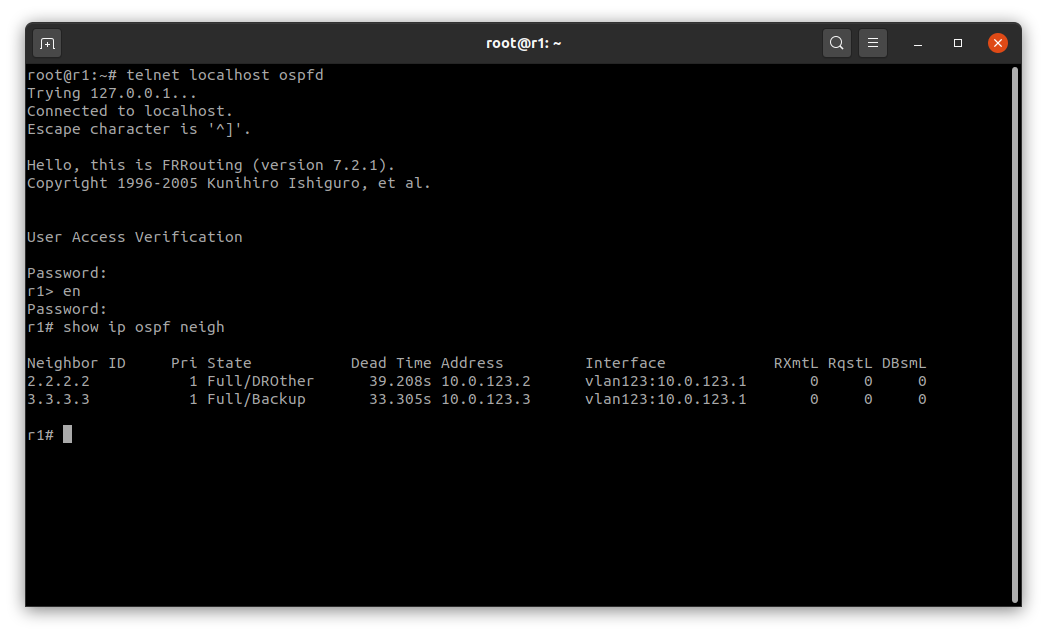 root@r1: ~
root@r1:~# telnet localhost ospfd
Trying 127.0.0.1...
Connected to localhost.
Escape character is '^]'.
Hello, this is FRRouting (version 7.2.1).
Copyright 1996-2005 Kunihiro Ishiguro, et al.
User Access Verification
Password:
r1> en
Password:
r1# show ip ospf neigh
Neighbor ID     Pri State           Dead Time Address         Interface            RXmtL RqstL DBsmL
2.2.2.2           1 Full/DROther      39.208s 10.0.123.2      vlan123:10.0.123.1       0     0     0
3.3.3.3           1 Full/Backup       33.305s 10.0.123.3      vlan123:10.0.123.1       0     0     0
r1#